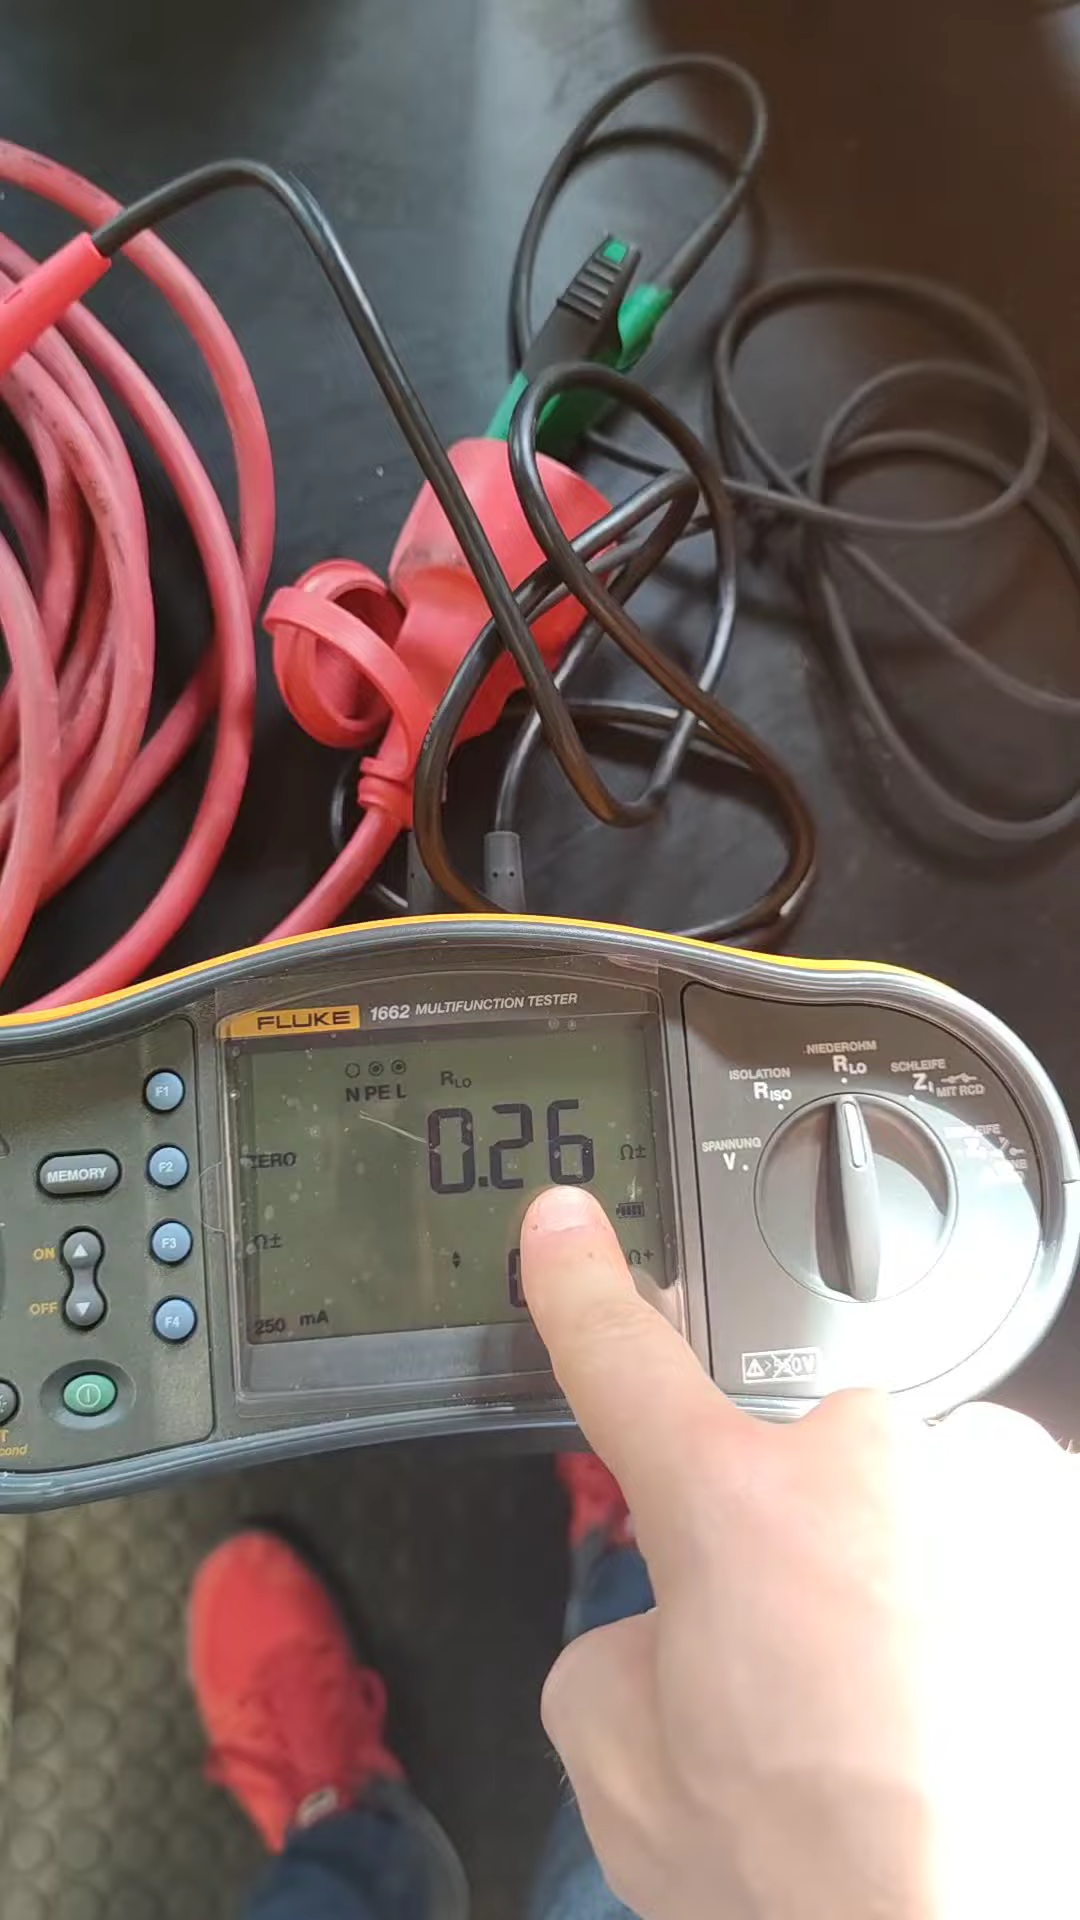 FLUKE 1662 MULTIFUNCTION TESTER
N PE L
RLO
0.26 Ω±
ZERO
Ω±
Ω+
250 mA
F1
F2
F3
F4
MEMORY
ON
OFF
NIEDEROHM
RLO
ISOLATION
RISO
SCHLEIFE
ZI MIT RCD
SPANNUNG
V